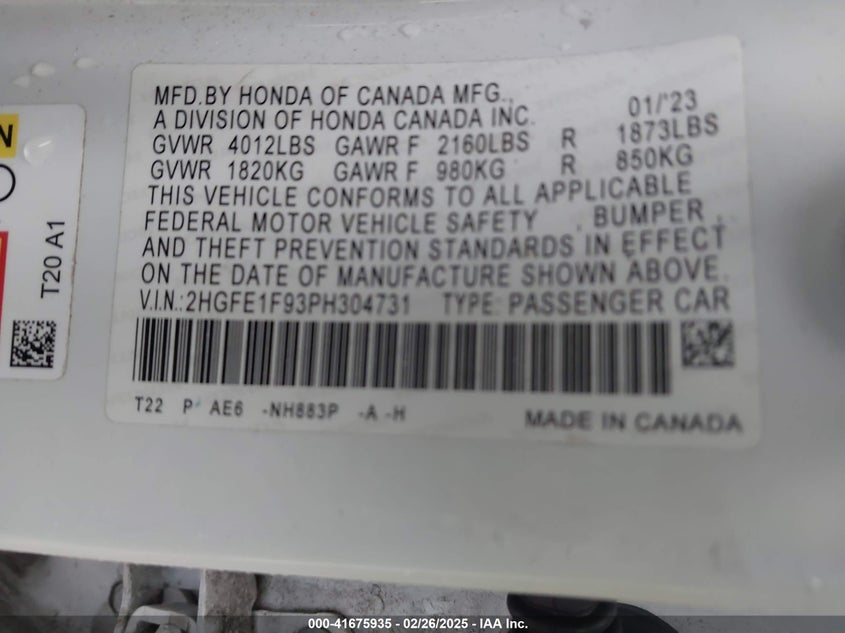 MFD.BY HONDA OF CANADA MFG.,
A DIVISION OF HONDA CANADA INC. 01/'23
GVWR 4012LBS GAWR F 2160LBS R 1873LBS
GVWR 1820KG GAWR F 980KG R 850KG
THIS VEHICLE CONFORMS TO ALL APPLICABLE
FEDERAL MOTOR VEHICLE SAFETY , BUMPER ,
AND THEFT PREVENTION STANDARDS IN EFFECT
ON THE DATE OF MANUFACTURE SHOWN ABOVE.
V.I.N.: 2HGFE1F93PH304731 TYPE: PASSENGER CAR
T22 P AE6 -NH883P -A -H
MADE IN CANADA
N
T20 A1
000-41675935 - 02/26/2025 - IAA Inc.